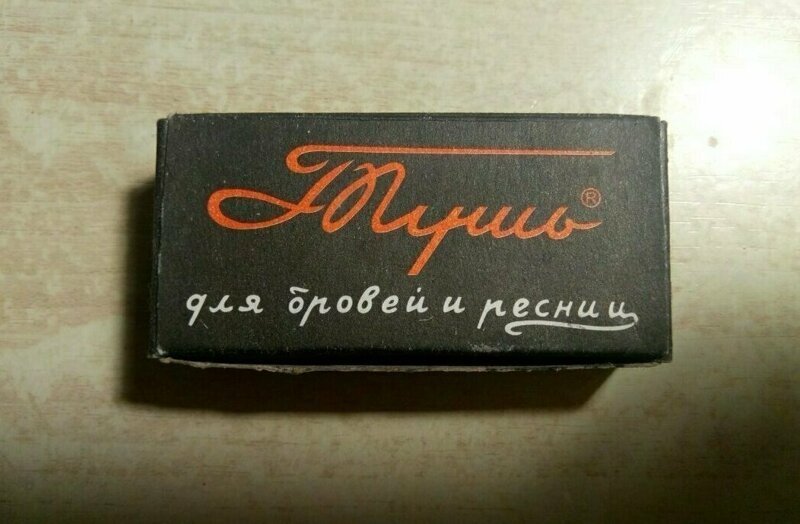 Тушь ®
для бровей и ресниц